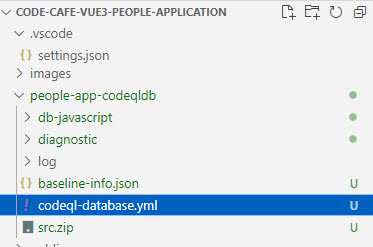 CODE-CAFE-VUE3-PEOPLE-APPLICATION
.vscode
settings.json
images
people-app-codeqldb
db-javascript
diagnostic
log
baseline-info.json U
codeql-database.yml U
src.zip U